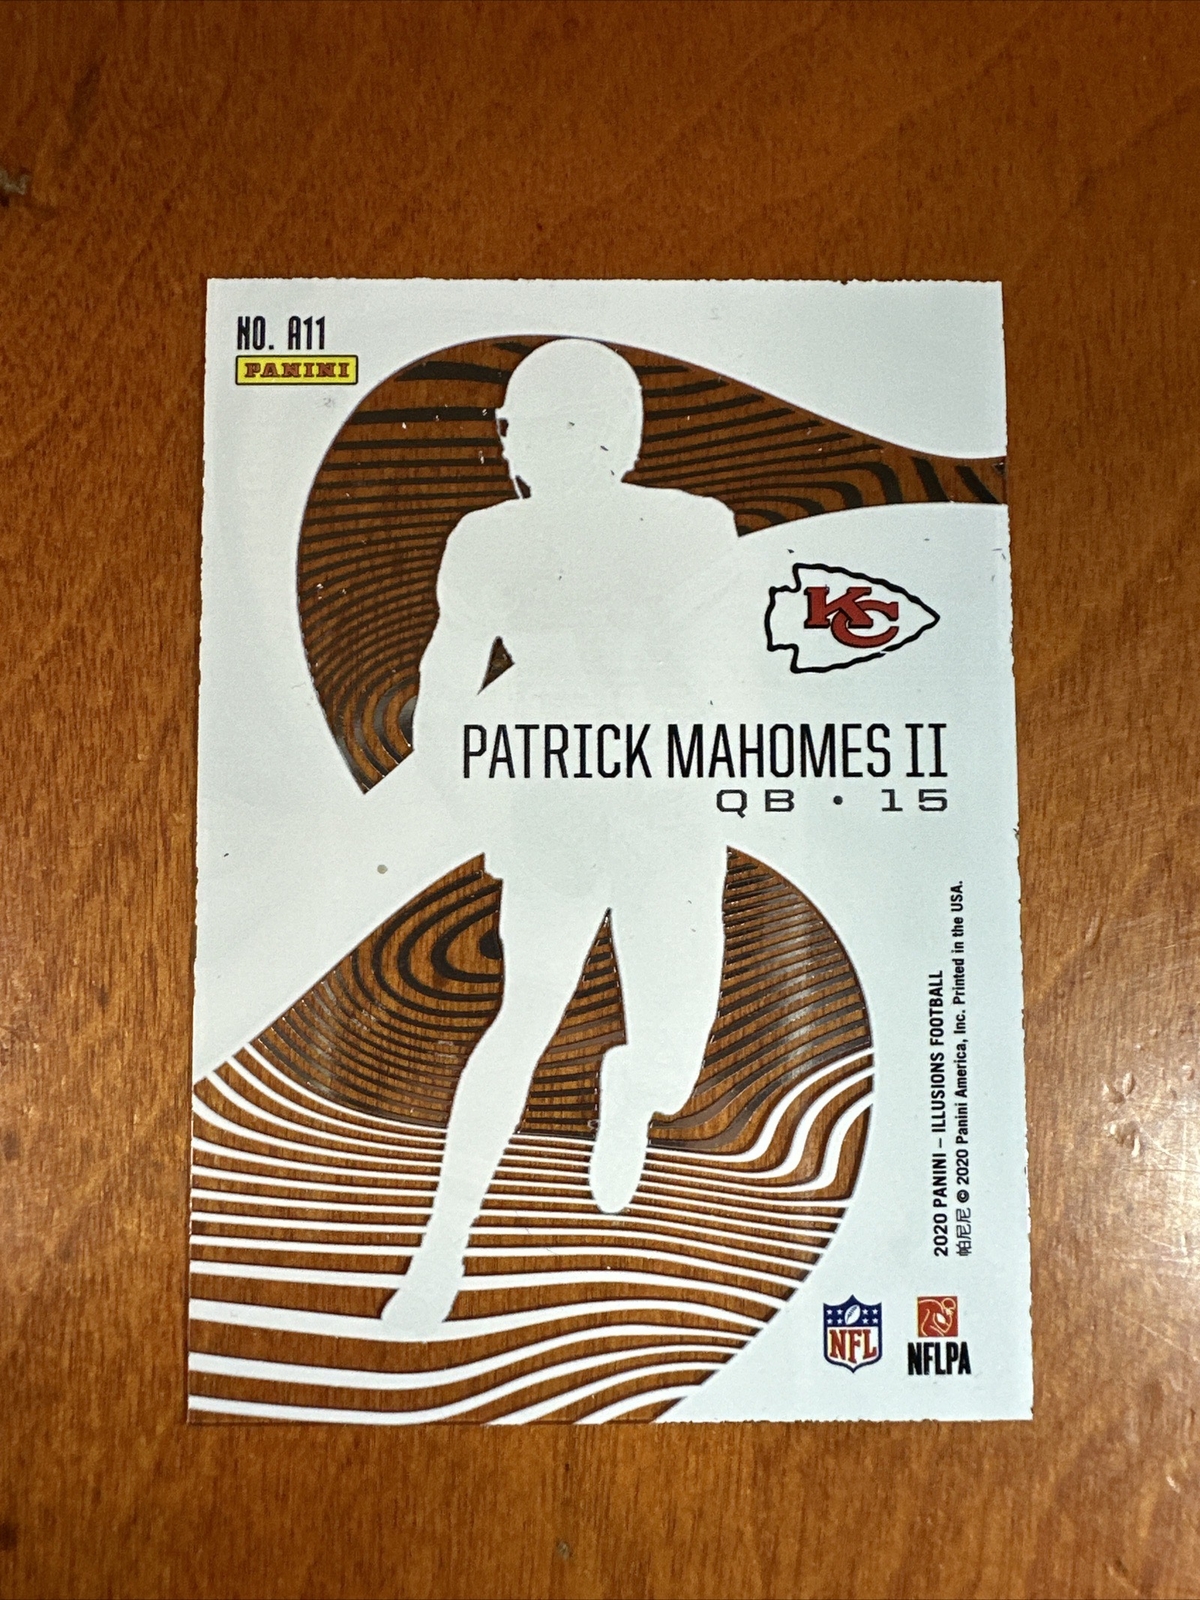 NO. A11
PANINI
KC
PATRICK MAHOMES II
QB • 15
2020 PANINI – ILLUSIONS FOOTBALL
帕尼尼 © 2020 Panini America, Inc. Printed in the USA.
NFL
NFLPA